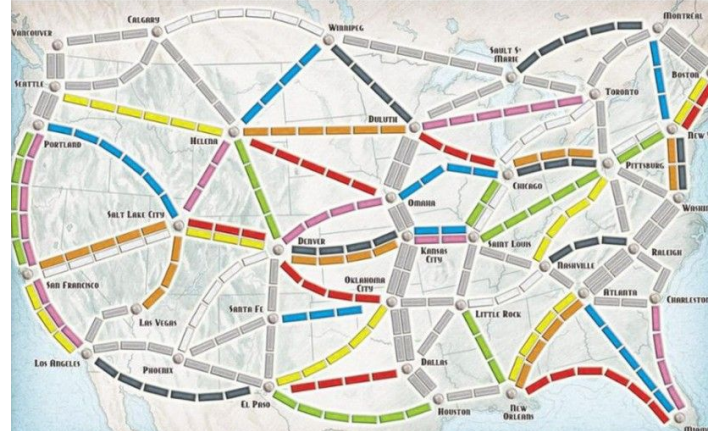 CALGARY
VANCOUVER
WINNIPEG
MONTREAL
SAULT ST
MARIE
SEATTLE
TORONTO
BOSTON
PORTLAND
HELENA
DULUTH
NEW
PITTSBURG
CHICAGO
OMAHA
SALT LAKE CITY
WASHI
DENVER
KANSAS
CITY
SAINT LOUIS
RALEIGH
NASHVILLE
SAN FRANCISCO
OKLAHOMA
CITY
ATLANTA
CHARLESTON
SANTA FE
LAS VEGAS
LITTLE ROCK
LOS ANGELES
PHOENIX
DALLAS
EL PASO
HOUSTON
NEW
ORLEANS
MIAMI